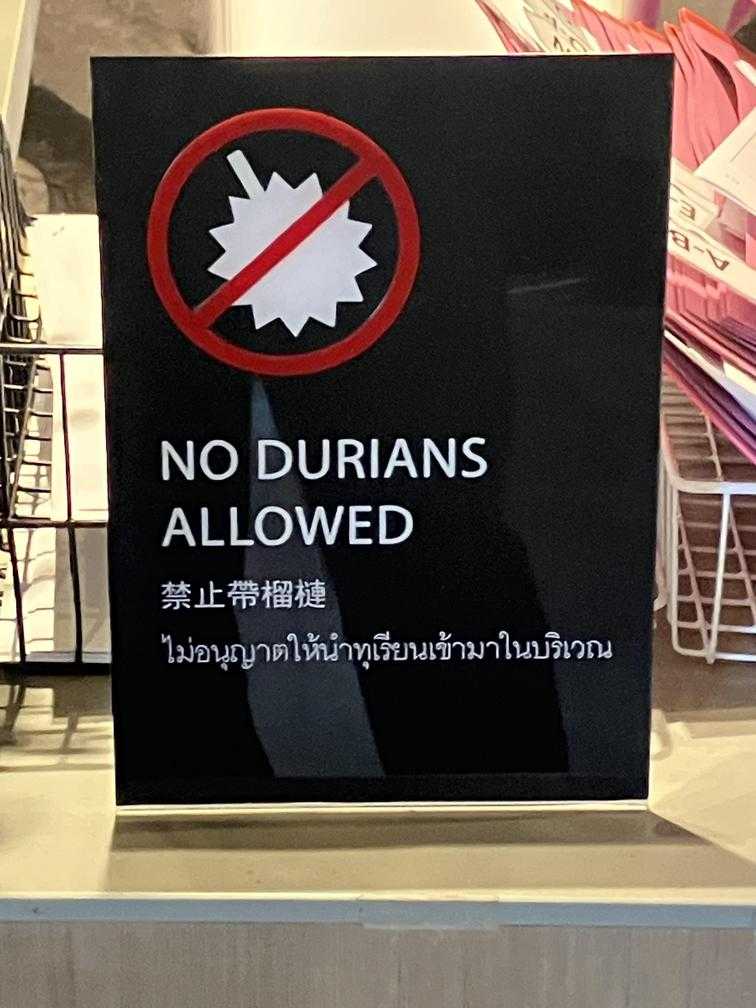 NO DURIANS
ALLOWED
禁止帶榴槤
ไม่อนุญาตให้นำทุเรียนเข้ามาในบริเวณ
A-B
E-